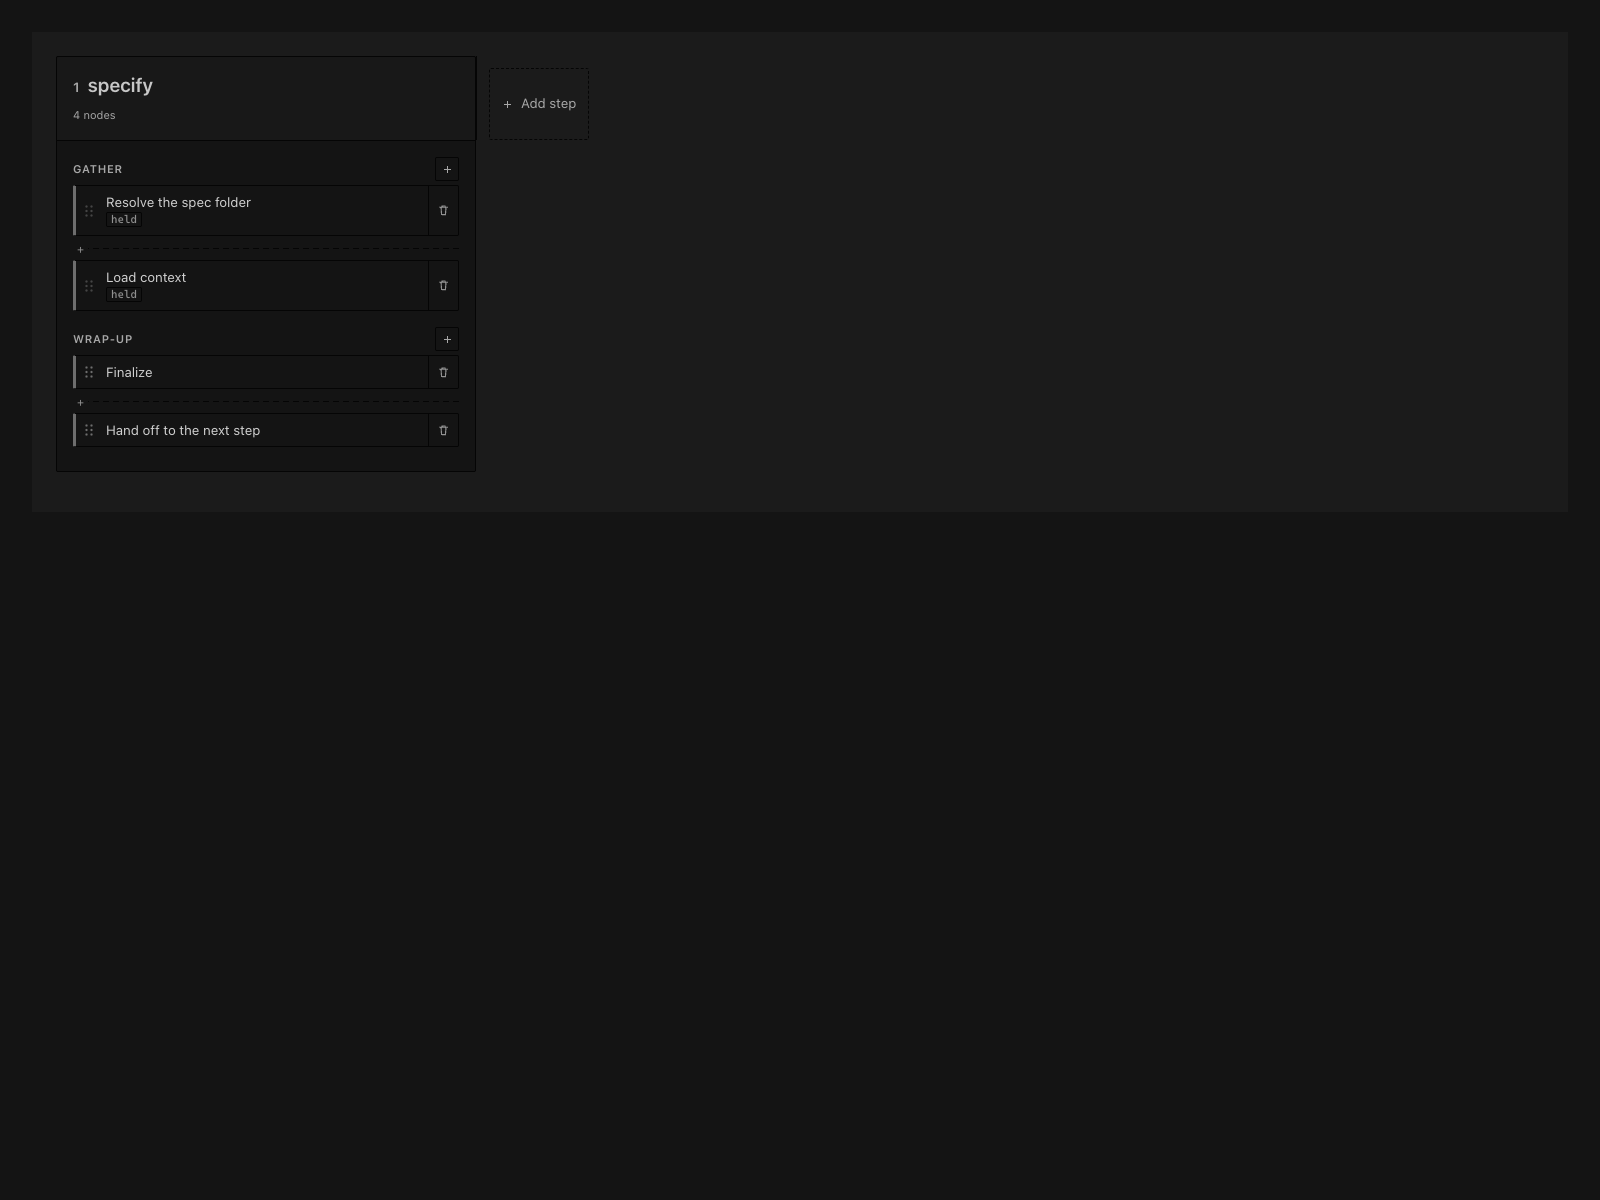 1 specify
4 nodes
+ Add step
GATHER +
Resolve the spec folder
held
+
Load context
held
WRAP-UP +
Finalize
+
Hand off to the next step